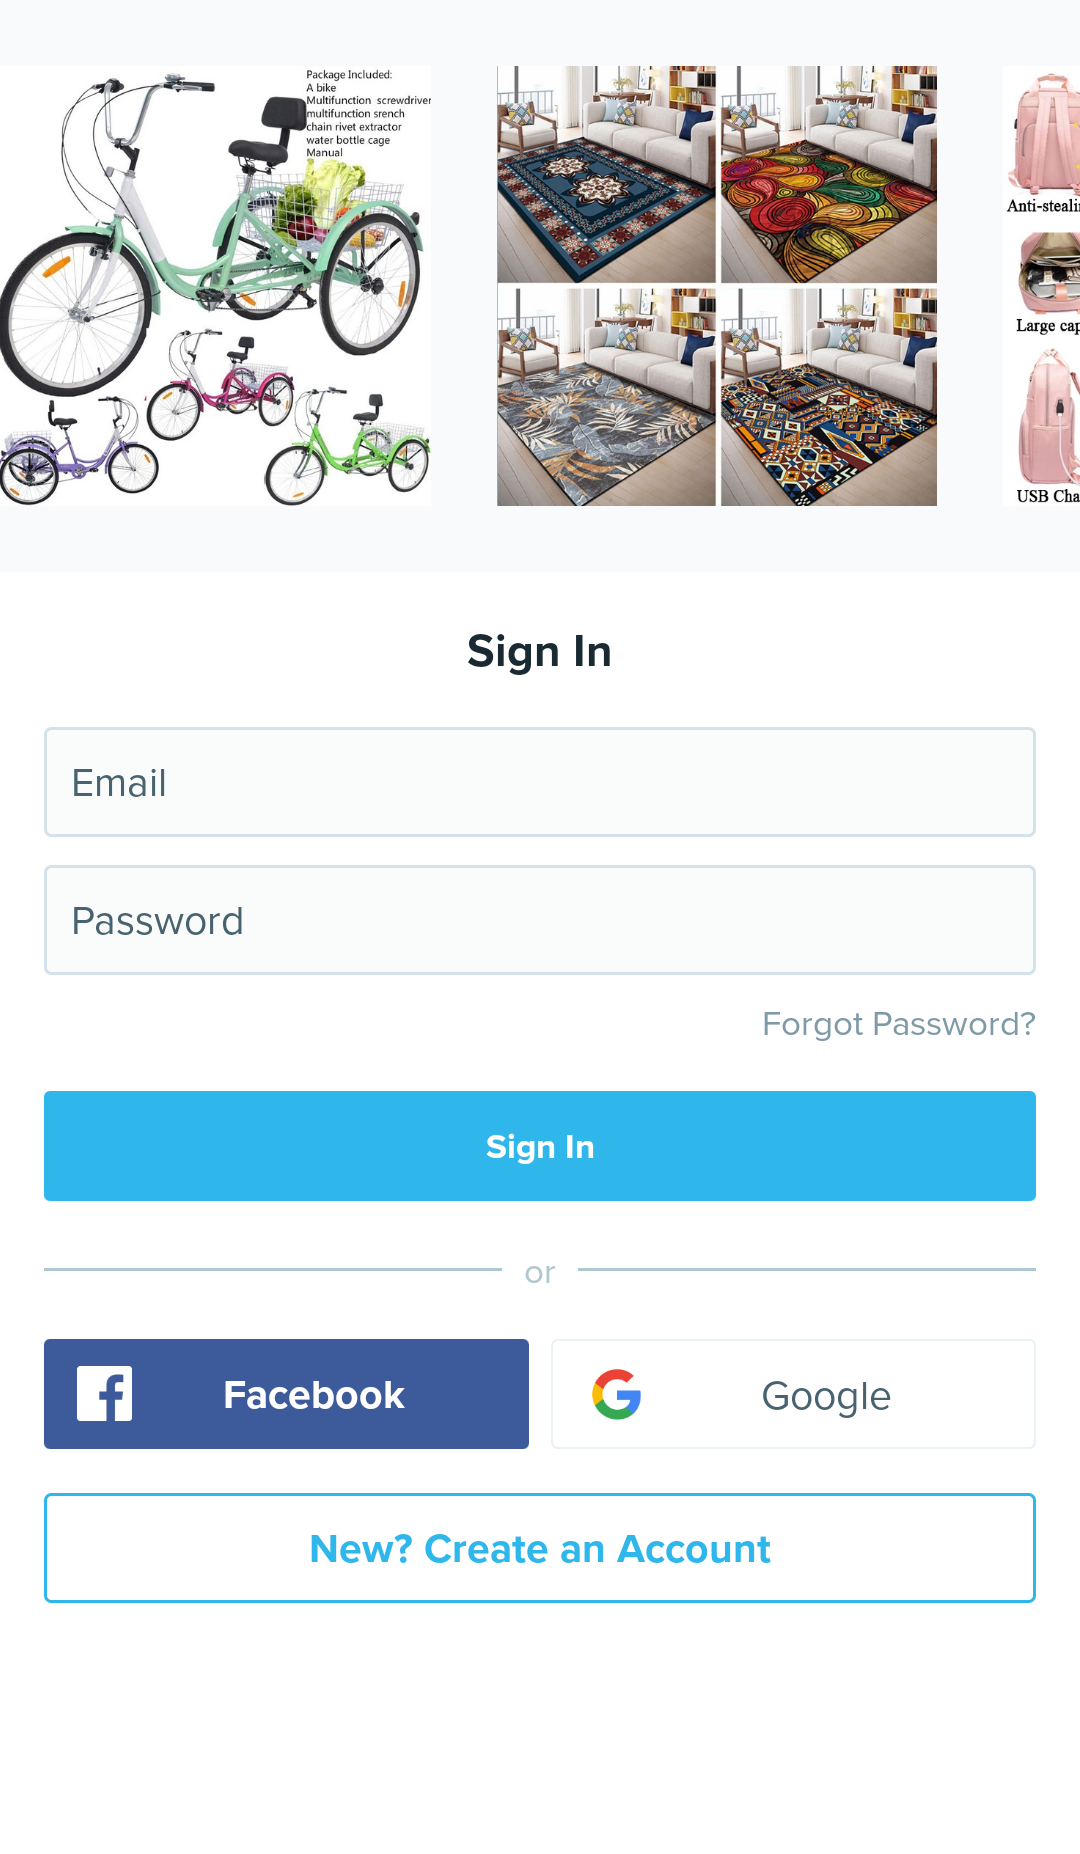 Package Included:
A bike
Multifunction screwdriver
multifunction srench
chain rivet extractor
water bottle cage
Manual
Anti-steali
Large cap
USB Cha
Sign In
Email
Password
Forgot Password?
Sign In
or
Facebook
Google
New? Create an Account